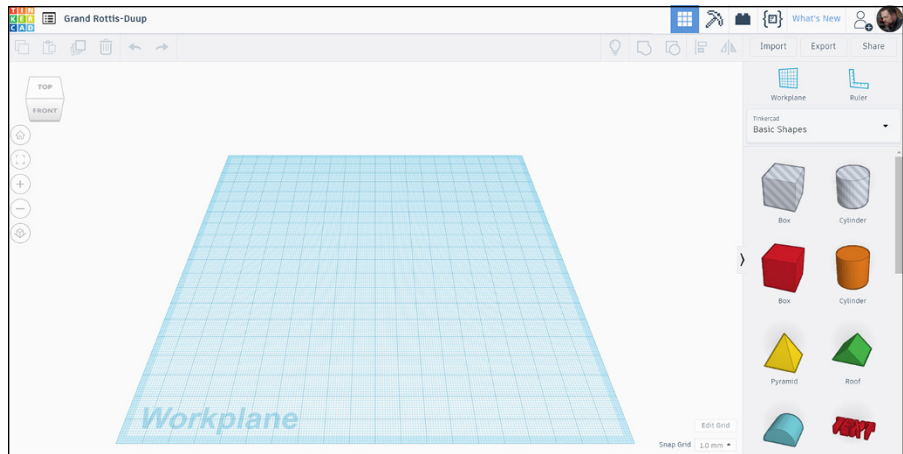 TIN
KER
CAD
Grand Rottis-Duup
What's New
Import
Export
Share
TOP
FRONT
Workplane
Ruler
Tinkercad
Basic Shapes
Box
Cylinder
Box
Cylinder
Pyramid
Roof
TEXT
Workplane
Edit Grid
Snap Grid 1.0 mm